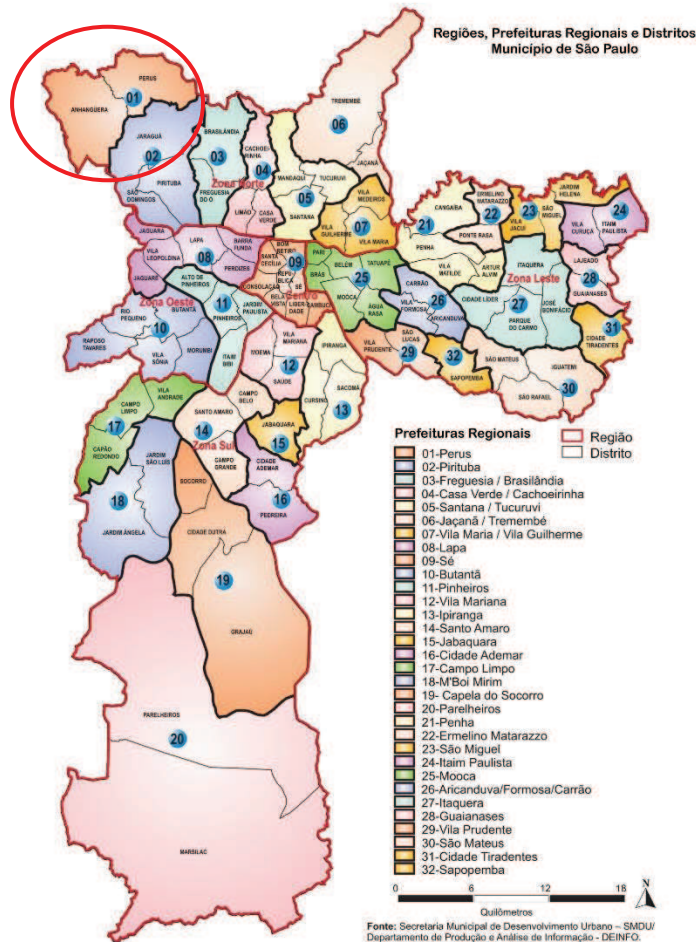 Regiões, Prefeituras Regionais e Distritos
Município de São Paulo
PERUS
01
ANHANGUERA
TREMEMBÉ
06
JAÇANÃ
JARAGUÁ
02
PIRITUBA
SÃO
DOMINGOS
BRASILÂNDIA
03
FREGUESIA
DO Ó
CACHOEI-
RINHA
04
Zona Norte
LIMÃO
CASA
VERDE
MANDAQUI
TUCURUVI
05
SANTANA
VILA
MEDEIROS
07
VILA
GUILHERME
VILA MARIA
CANGAIBA
21
PENHA
VILA
MATILDE
ARTUR
ALVIM
ERMELINO
MATARAZZO
22
PONTE RASA
23
VILA
JACUI
SÃO
MIGUEL
JARDIM
HELENA
24
VILA
CURUÇÁ
ITAIM
PAULISTA
JAGUARA
VILA
LEOPOLDINA
LAPA
08
BARRA
FUNDA
PERDIZES
JAGUARÉ
BOM
RETIRO
09
SANTA
CECÍLIA
REPÚ
BLICA
SÉ
CONSOLAÇÃO
Centro
BELA
VISTA
LIBER-
DADE
CAMBUCI
PARI
BRÁS
BELÉM
TATUAPÉ
25
MOOCA
ÁGUA
RASA
CARRÃO
26
VILA
FORMOSA
ARICANDUVA
ITAQUERA
Zona Leste
CIDADE LÍDER
27
PARQUE
DO CARMO
JOSÉ
BONIFÁCIO
LAJEADO
28
GUAIANASES
31
CIDADE
TIRADENTES
ALTO DE
PINHEIROS
11
PINHEIROS
JARDIM
PAULISTA
ITAIM
BIBI
Zona Oeste
RIO
PEQUENO
BUTANTÃ
10
RAPOSO
TAVARES
VILA
SÔNIA
MORUMBI
VILA
MARIANA
MOEMA
12
SAÚDE
IPIRANGA
SACOMÃ
CURSINO
13
VILA
PRUDENTE
SÃO
LUCAS
29
32
SAPOPEMBA
SÃO MATEUS
IGUATEMI
30
SÃO RAFAEL
VILA
ANDRADE
CAMPO
LIMPO
17
CAPÃO
REDONDO
SANTO AMARO
CAMPO
BELO
14
Zona Sul
CAMPO
GRANDE
JABAQUARA
15
CIDADE
ADEMAR
16
PEDREIRA
JARDIM
SÃO LUÍS
18
JARDIM ÂNGELA
SOCORRO
CIDADE DUTRA
19
GRAJAÚ
PARELHEIROS
20
MARSILAC
Prefeituras Regionais
Região
Distrito
01-Perus
02-Pirituba
03-Freguesia / Brasilândia
04-Casa Verde / Cachoeirinha
05-Santana / Tucuruvi
06-Jaçanã / Tremembé
07-Vila Maria / Vila Guilherme
08-Lapa
09-Sé
10-Butantã
11-Pinheiros
12-Vila Mariana
13-Ipiranga
14-Santo Amaro
15-Jabaquara
16-Cidade Ademar
17-Campo Limpo
18-M'Boi Mirim
19- Capela do Socorro
20-Parelheiros
21-Penha
22-Ermelino Matarazzo
23-São Miguel
24-Itaim Paulista
25-Mooca
26-Aricanduva/Formosa/Carrão
27-Itaquera
28-Guaianases
29-Vila Prudente
30-São Mateus
31-Cidade Tiradentes
32-Sapopemba
0 6 12 18
Quilômetros
N
Fonte: Secretaria Municipal de Desenvolvimento Urbano – SMDU/
Departamento de Produção e Análise de Informação - DEINFO.